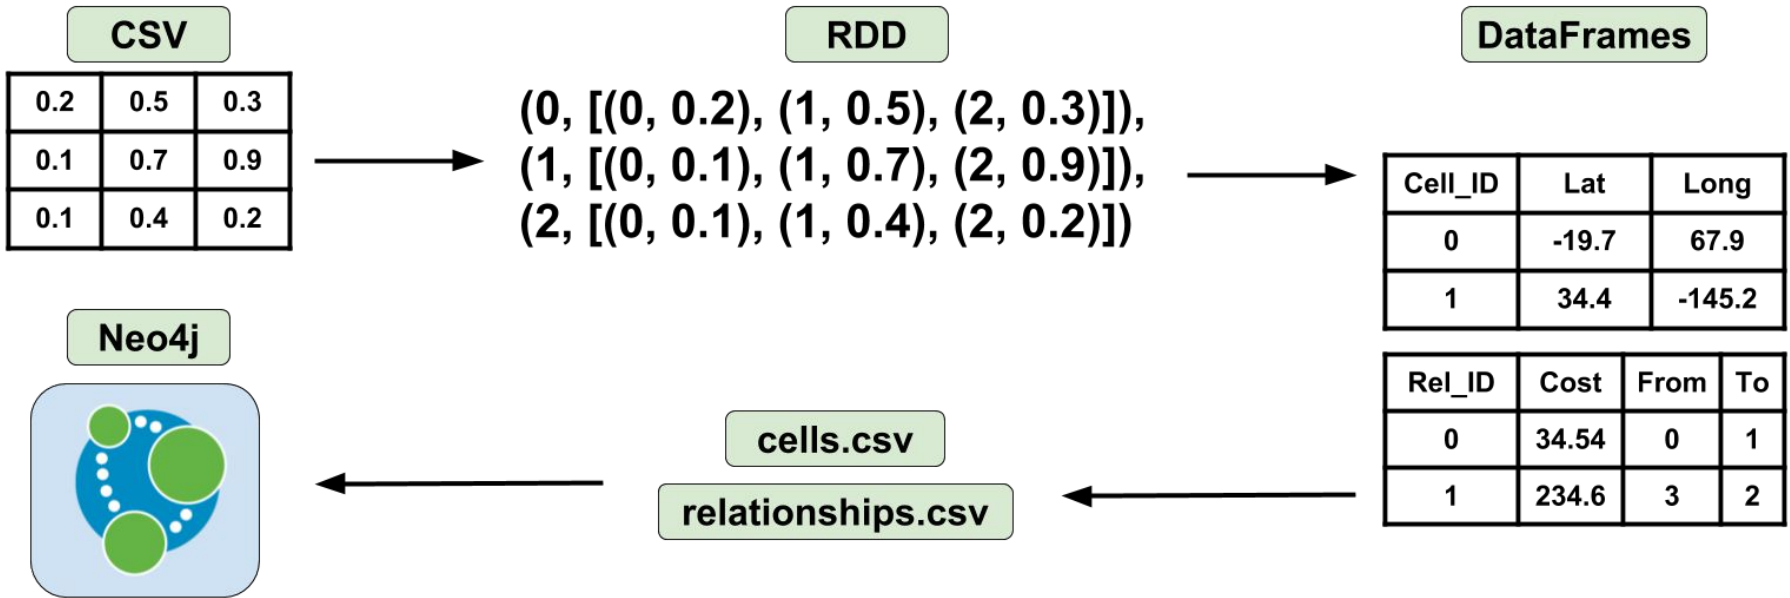 CSV
0.2 0.5 0.3
0.1 0.7 0.9
0.1 0.4 0.2
RDD
(0, [(0, 0.2), (1, 0.5), (2, 0.3)]),
(1, [(0, 0.1), (1, 0.7), (2, 0.9)]),
(2, [(0, 0.1), (1, 0.4), (2, 0.2)])
DataFrames
Cell_ID Lat Long
0 -19.7 67.9
1 34.4 -145.2
Rel_ID Cost From To
0 34.54 0 1
1 234.6 3 2
cells.csv
relationships.csv
Neo4j